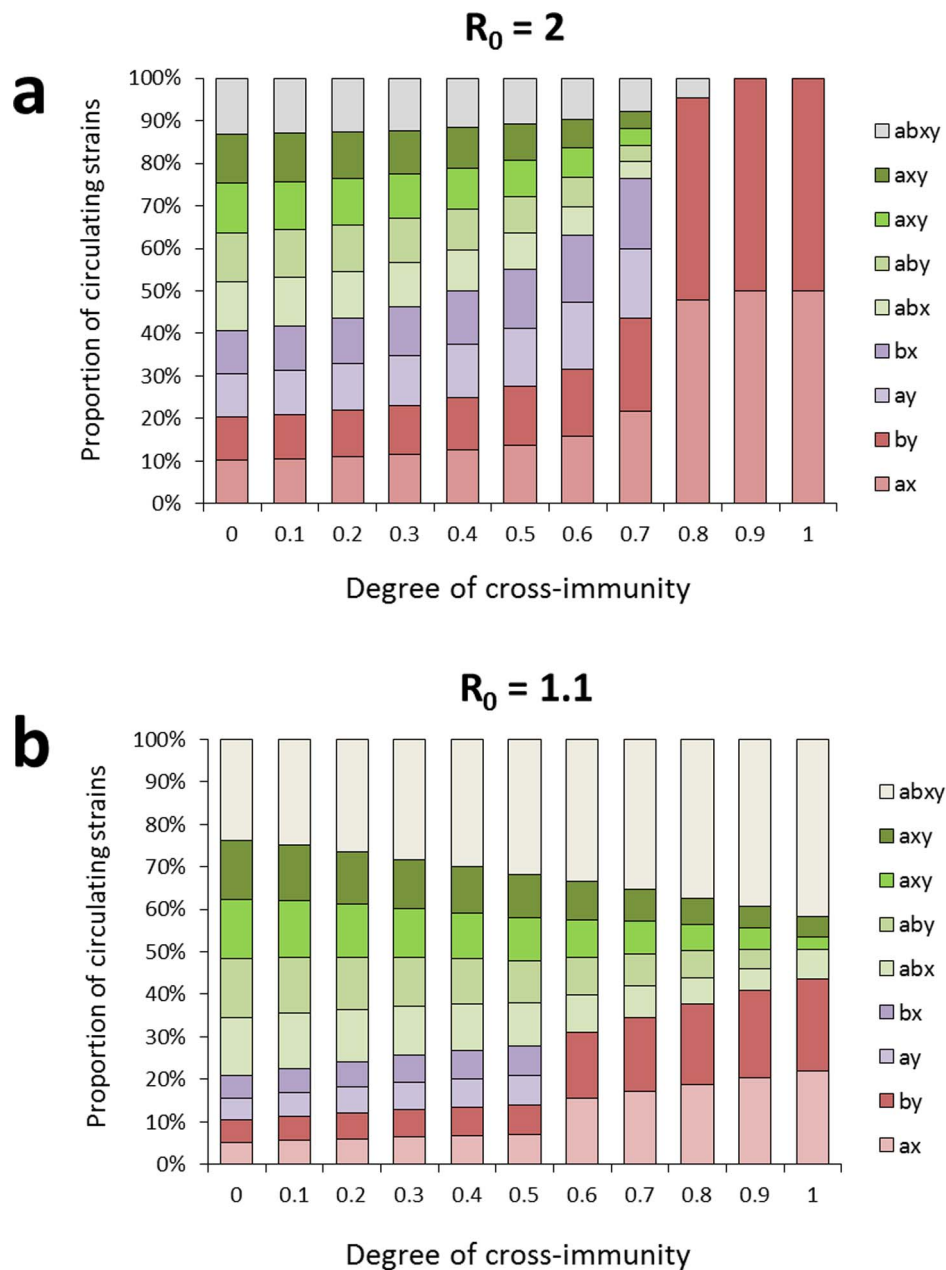 R0 = 2
a
Proportion of circulating strains
100%
90%
80%
70%
60%
50%
40%
30%
20%
10%
0%
0 0.1 0.2 0.3 0.4 0.5 0.6 0.7 0.8 0.9 1
Degree of cross-immunity
abxy
axy
axy
aby
abx
bx
ay
by
ax
R0 = 1.1
b
Proportion of circulating strains
100%
90%
80%
70%
60%
50%
40%
30%
20%
10%
0%
0 0.1 0.2 0.3 0.4 0.5 0.6 0.7 0.8 0.9 1
Degree of cross-immunity
abxy
axy
axy
aby
abx
bx
ay
by
ax